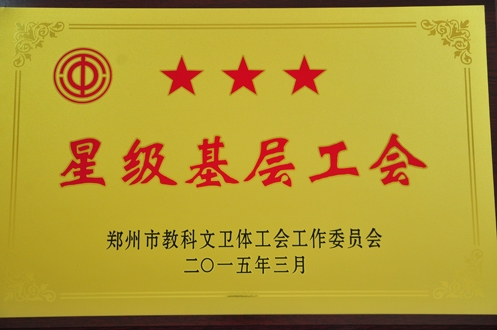 星级基层工会
郑州市教科文卫体工会工作委员会
二〇一五年三月